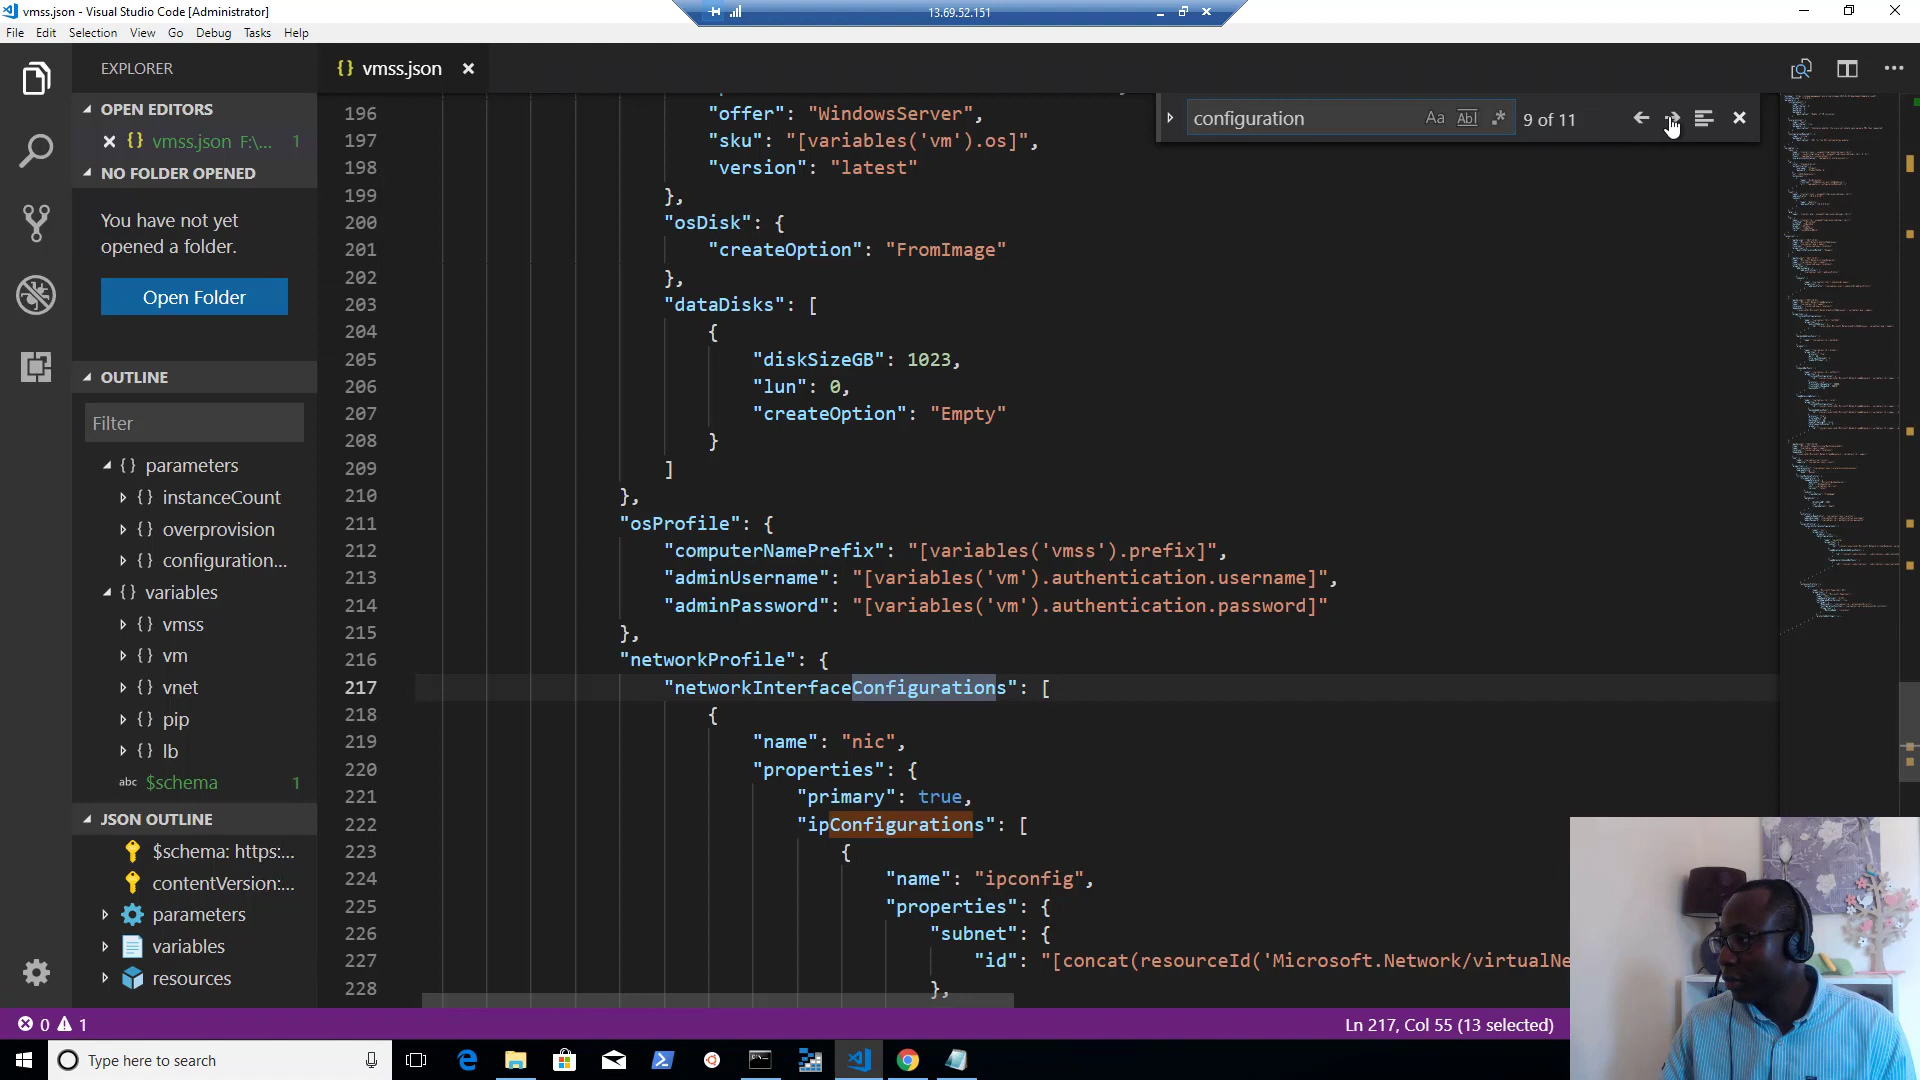 vmss.json - Visual Studio Code [Administrator]
13.69.52.151
File Edit Selection View Go Debug Tasks Help
EXPLORER
OPEN EDITORS
vmss.json F:\... 1
NO FOLDER OPENED
You have not yet
opened a folder.
Open Folder
OUTLINE
Filter
{} parameters
{} instanceCount
{} overprovision
{} configuration...
{} variables
{} vmss
{} vm
{} vnet
{} pip
{} lb
abc $schema 1
JSON OUTLINE
$schema: https:...
contentVersion:...
parameters
variables
resources
{} vmss.json
configuration Aa Abl .* 9 of 11
196 "offer": "WindowsServer",
197 "sku": "[variables('vm').os]",
198 "version": "latest"
199 },
200 "osDisk": {
201 "createOption": "FromImage"
202 },
203 "dataDisks": [
204 {
205 "diskSizeGB": 1023,
206 "lun": 0,
207 "createOption": "Empty"
208 }
209 ]
210 },
211 "osProfile": {
212 "computerNamePrefix": "[variables('vmss').prefix]",
213 "adminUsername": "[variables('vm').authentication.username]",
214 "adminPassword": "[variables('vm').authentication.password]"
215 },
216 "networkProfile": {
217 "networkInterfaceConfigurations": [
218 {
219 "name": "nic",
220 "properties": {
221 "primary": true,
222 "ipConfigurations": [
223 {
224 "name": "ipconfig",
225 "properties": {
226 "subnet": {
227 "id": "[concat(resourceId('Microsoft.Network/virtualNe
228 },
0 1
Ln 217, Col 55 (13 selected)
Type here to search